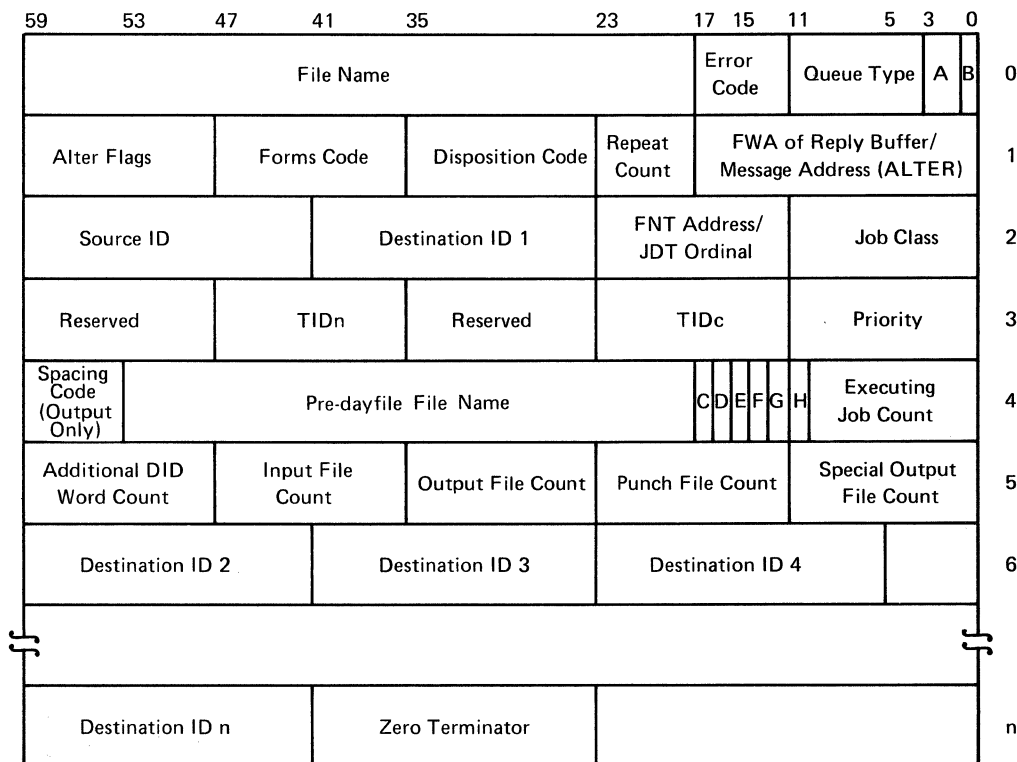 59 53 47 41 35 23 17 15 11 5 3 0
File Name
Error
Code
Queue Type
A
B
0
Alter Flags
Forms Code
Disposition Code
Repeat
Count
FWA of Reply Buffer/
Message Address (ALTER)
1
Source ID
Destination ID 1
FNT Address/
JDT Ordinal
Job Class
2
Reserved
TIDn
Reserved
TIDc
Priority
3
Spacing
Code
(Output
Only)
Pre-dayfile File Name
C
D
E
F
G
H
Executing
Job Count
4
Additional DID
Word Count
Input File
Count
Output File Count
Punch File Count
Special Output
File Count
5
Destination ID 2
Destination ID 3
Destination ID 4
6
Destination ID n
Zero Terminator
n